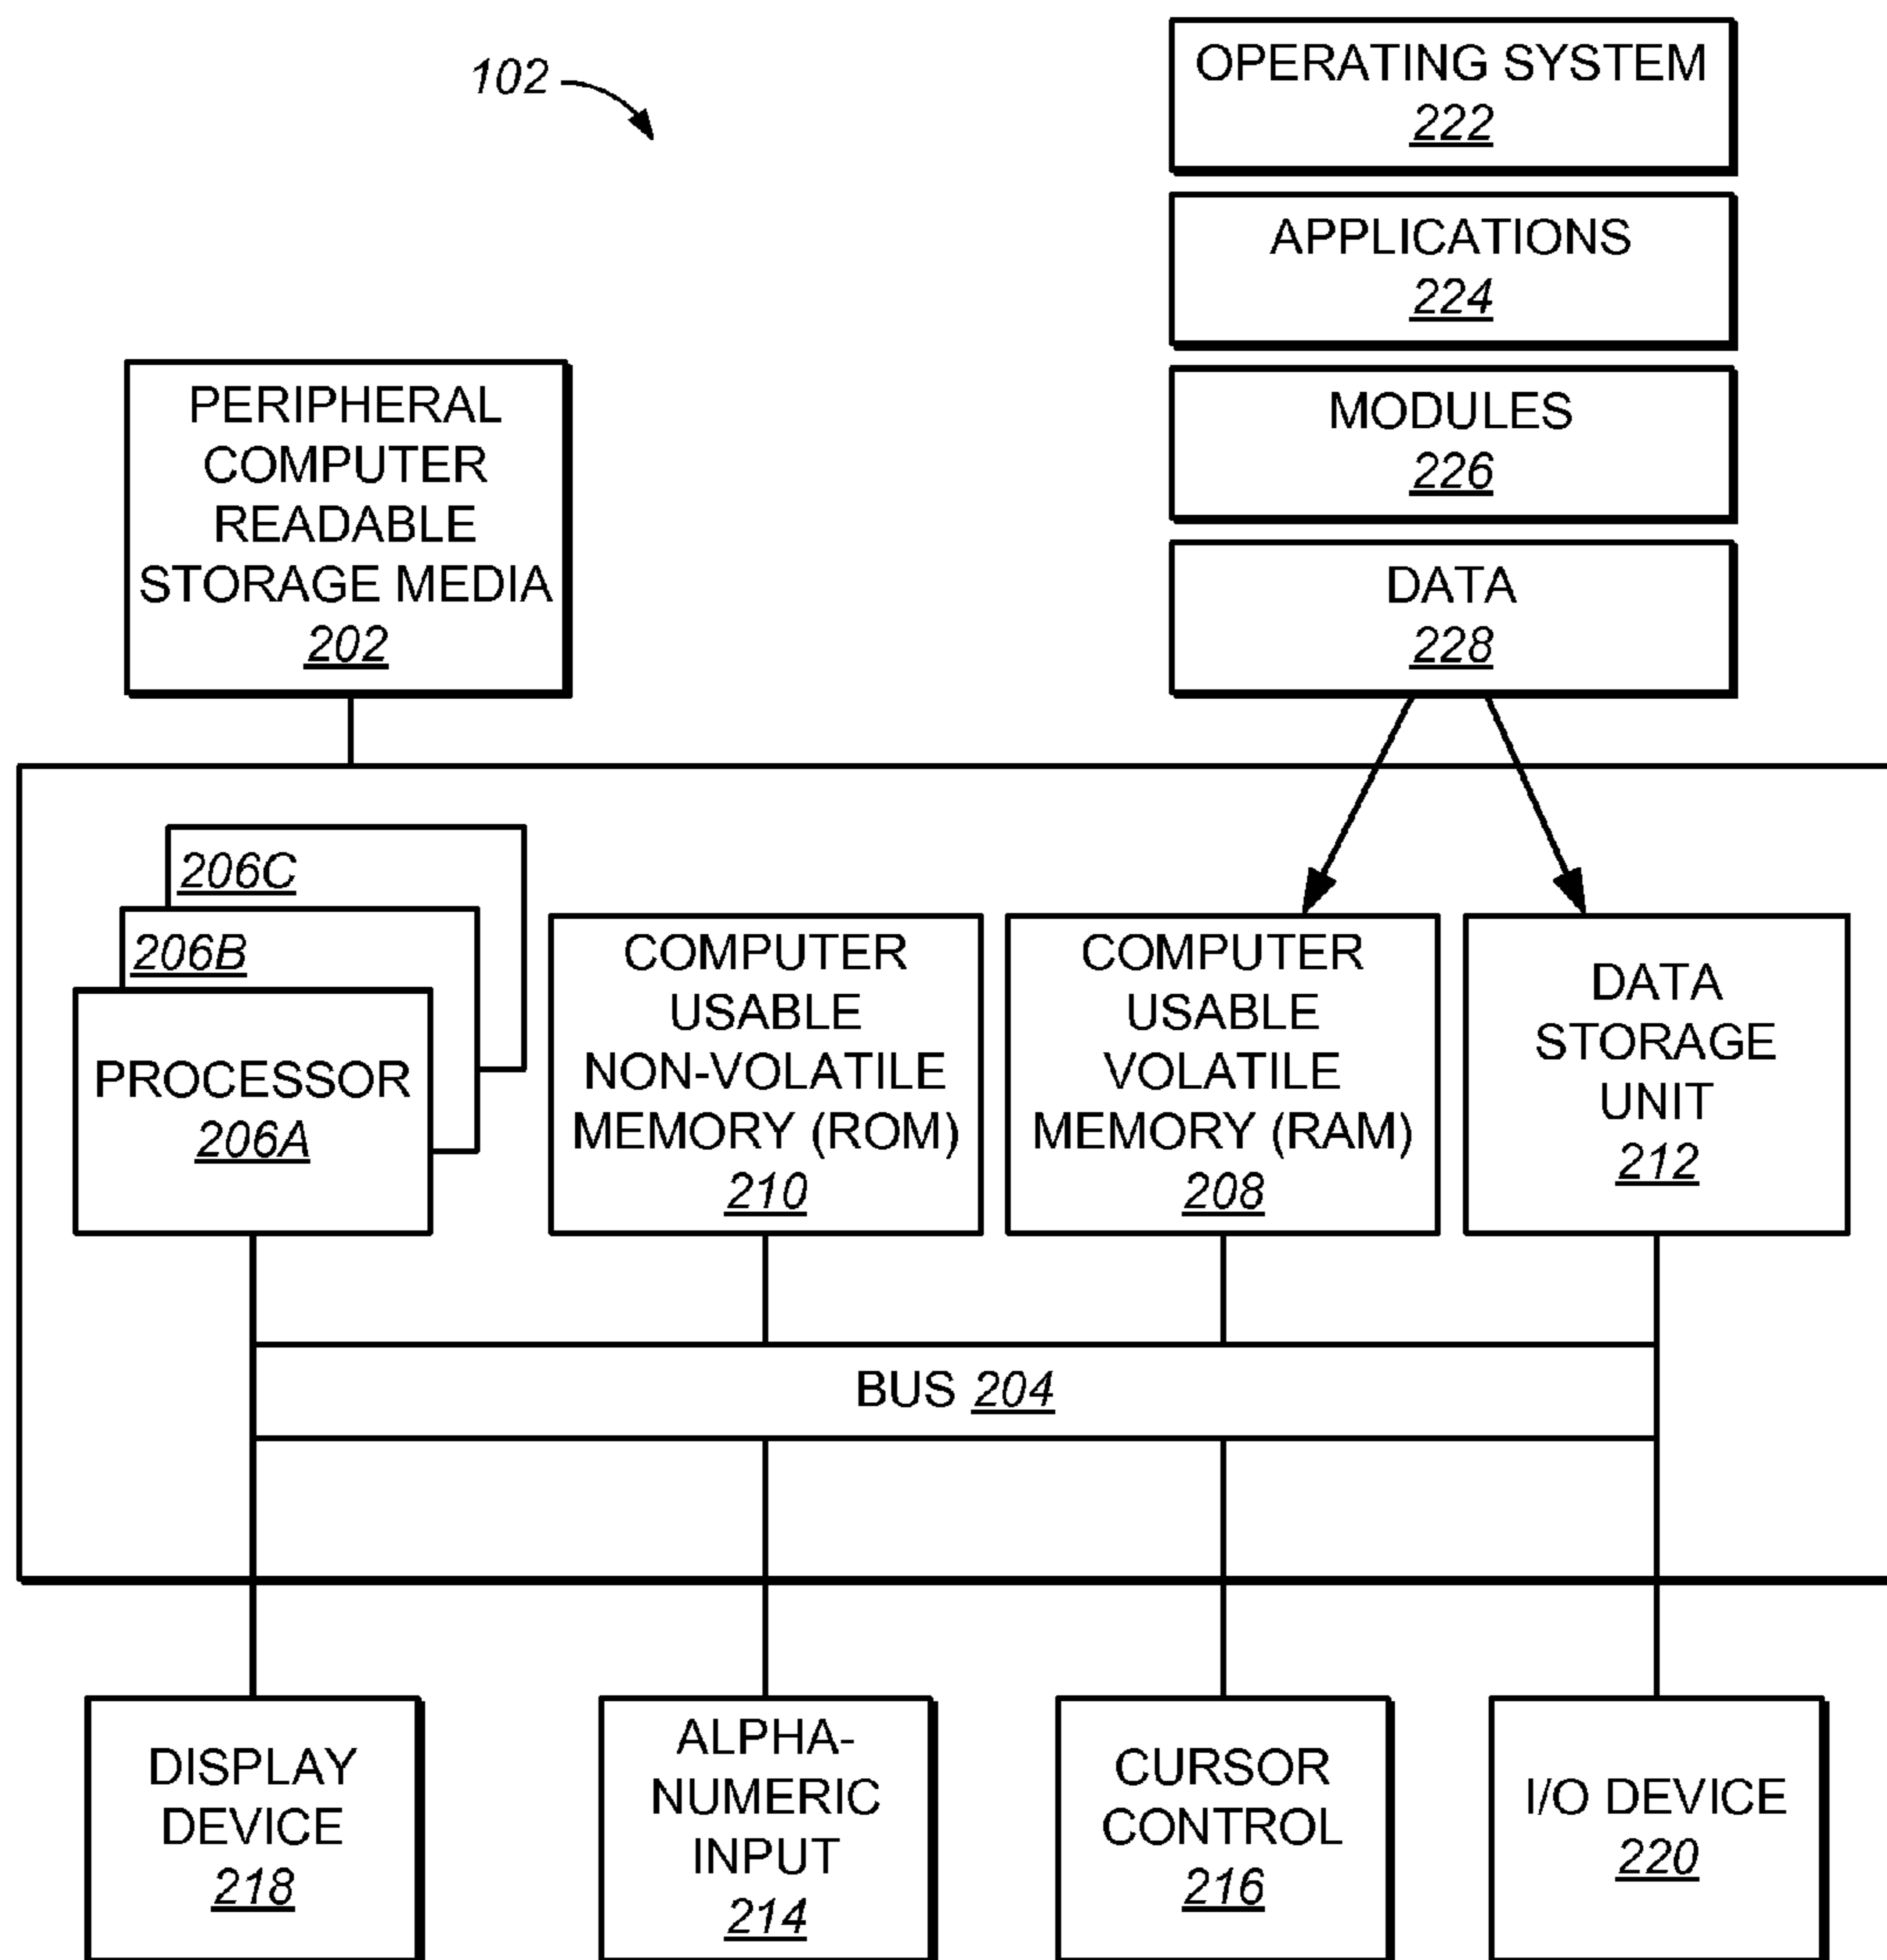 102
OPERATING SYSTEM
222
APPLICATIONS
224
MODULES
226
DATA
228
PERIPHERAL
COMPUTER
READABLE
STORAGE MEDIA
202
206C
206B
PROCESSOR
206A
COMPUTER
USABLE
NON-VOLATILE
MEMORY (ROM)
210
COMPUTER
USABLE
VOLATILE
MEMORY (RAM)
208
DATA
STORAGE
UNIT
212
BUS 204
DISPLAY
DEVICE
218
ALPHA-
NUMERIC
INPUT
214
CURSOR
CONTROL
216
I/O DEVICE
220